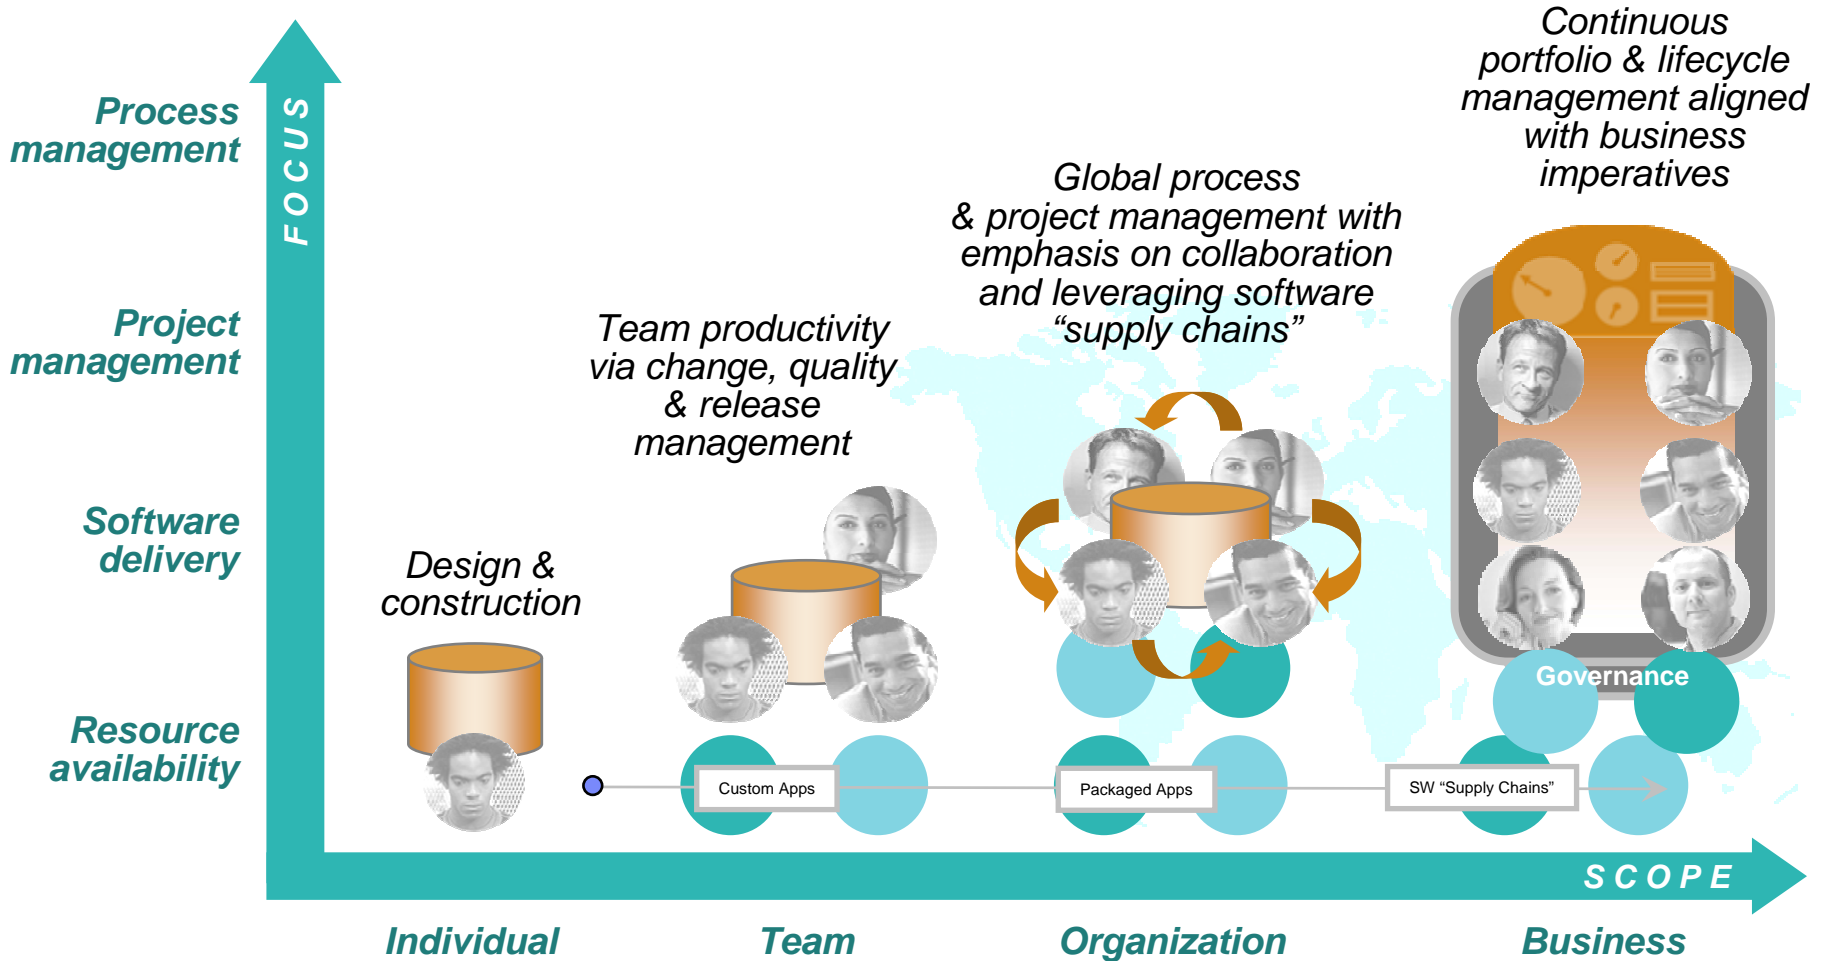 Continuous
portfolio & lifecycle
management aligned
with business
imperatives
Process
management
FOCUS
Global process
& project management with
emphasis on collaboration
and leveraging software
“supply chains”
Project
management
Team productivity
via change, quality
& release
management
Software
delivery
Design &
construction
Governance
Resource
availability
Custom Apps
Packaged Apps
SW “Supply Chains”
SCOPE
Individual
Team
Organization
Business